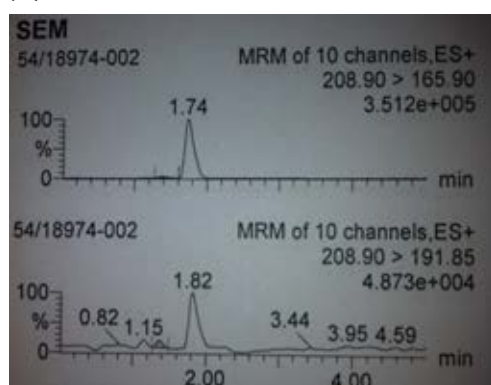 SEM
54/18974-002 MRM of 10 channels,ES+
208.90 > 165.90
3.512e+005
1.74
100
%
0
min
54/18974-002 MRM of 10 channels,ES+
208.90 > 191.85
4.873e+004
1.82
100
0.82 1.15 3.44 3.95 4.59
%
0
min
2.00 4.00